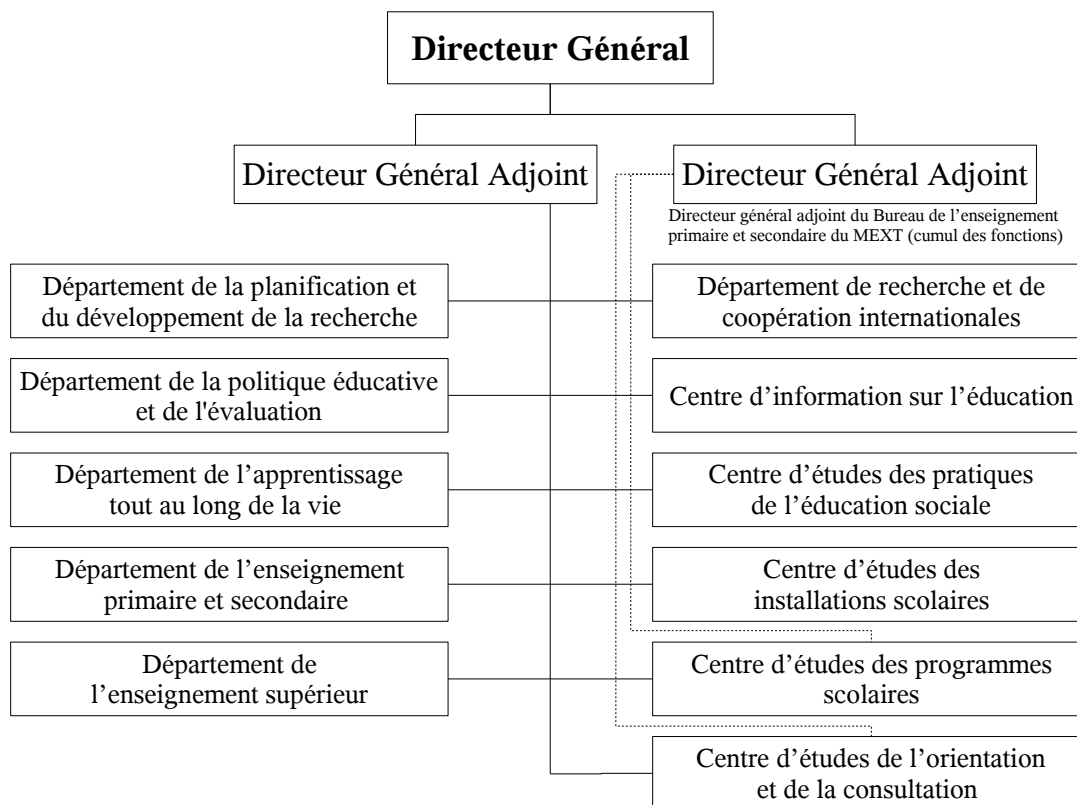 Directeur Général
Directeur Général Adjoint
Directeur Général Adjoint
Directeur général adjoint du Bureau de l’enseignement
primaire et secondaire du MEXT (cumul des fonctions)
Département de la planification et
du développement de la recherche
Département de recherche et de
coopération internationales
Département de la politique éducative
et de l'évaluation
Centre d’information sur l’éducation
Département de l’apprentissage
tout au long de la vie
Centre d’études des pratiques
de l’éducation sociale
Département de l’enseignement
primaire et secondaire
Centre d’études des
installations scolaires
Département de
l’enseignement supérieur
Centre d’études des programmes
scolaires
Centre d’études de l’orientation
et de la consultation